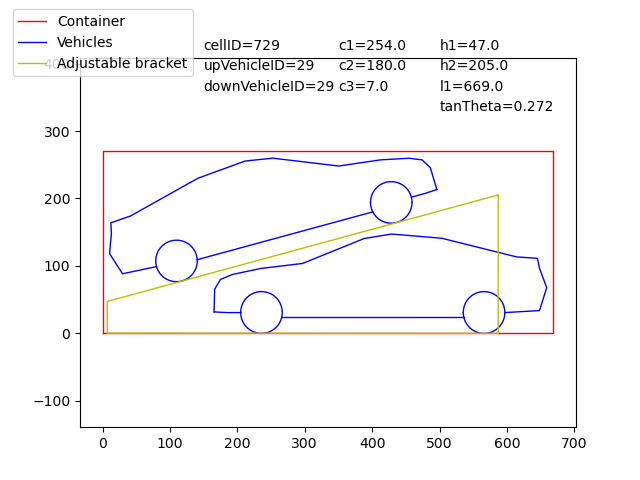 Container
Vehicles
Adjustable bracket
cellID=729 c1=254.0 h1=47.0
upVehicleID=29 c2=180.0 h2=205.0
downVehicleID=29 c3=7.0 l1=669.0
tanTheta=0.272
400
300
200
100
0
−100
0 100 200 300 400 500 600 700